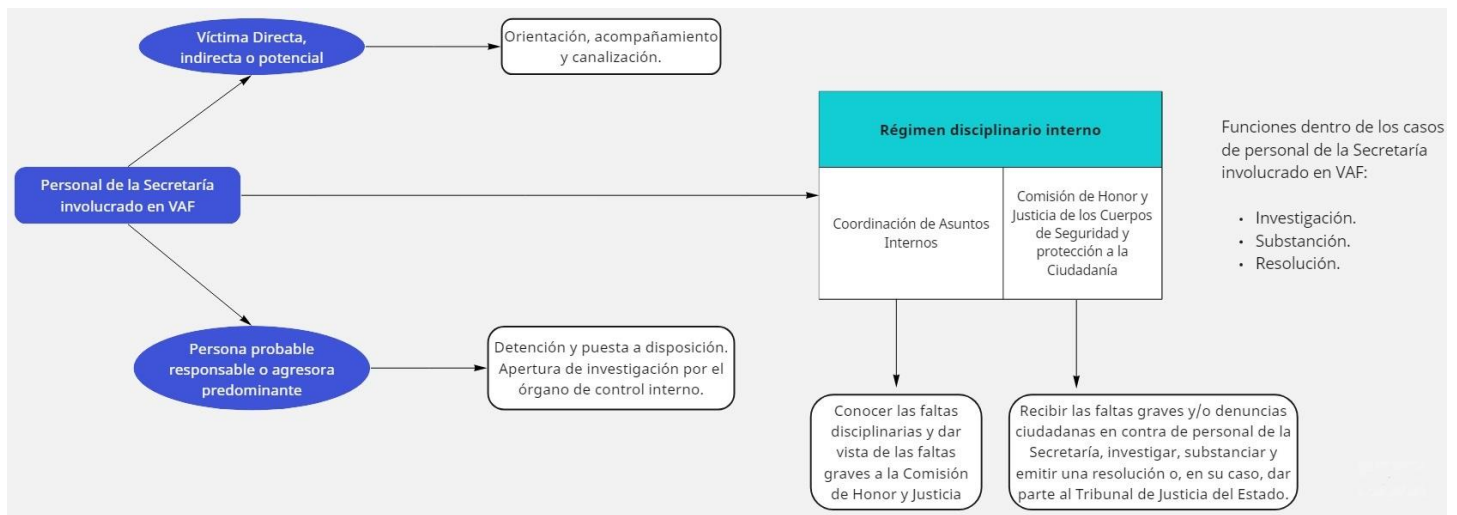 Víctima Directa,
indirecta o potencial
Orientación, acompañamiento
y canalización.
Personal de la Secretaría
involucrado en VAF
Régimen disciplinario interno
Coordinación de Asuntos
Internos
Comisión de Honor y
Justicia de los Cuerpos
de Seguridad y
protección a la
Ciudadanía
Funciones dentro de los casos
de personal de la Secretaría
involucrado en VAF:
• Investigación.
• Substanción.
• Resolución.
Persona probable
responsable o agresora
predominante
Detención y puesta a disposición.
Apertura de investigación por el
órgano de control interno.
Conocer las faltas
disciplinarias y dar
vista de las faltas
graves a la Comisión
de Honor y Justicia
Recibir las faltas graves y/o denuncias
ciudadanas en contra de personal de la
Secretaría, investigar, substanciar y
emitir una resolución o, en su caso, dar
parte al Tribunal de Justicia del Estado.